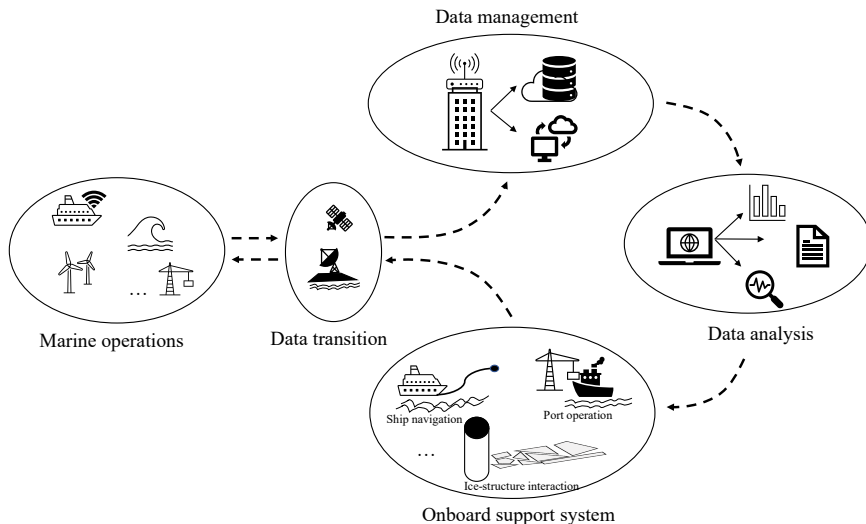 Data management
Marine operations
Data transition
Data analysis
Ship navigation
Port operation
...
...
Ice-structure interaction
Onboard support system